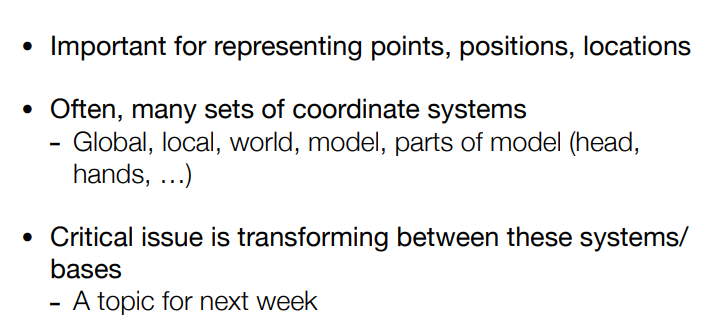 • Important for representing points, positions, locations
• Often, many sets of coordinate systems
- Global, local, world, model, parts of model (head,
hands, …)
• Critical issue is transforming between these systems/
bases
- A topic for next week